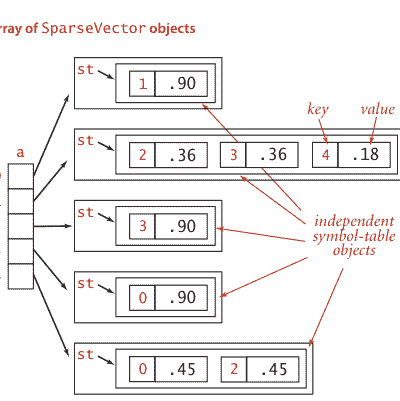 rray of SparseVector objects
st
1 .90
key value
a
st
2 .36 3 .36 4 .18
st
3 .90
independent
symbol-table
objects
st
0 .90
st
0 .45 2 .45